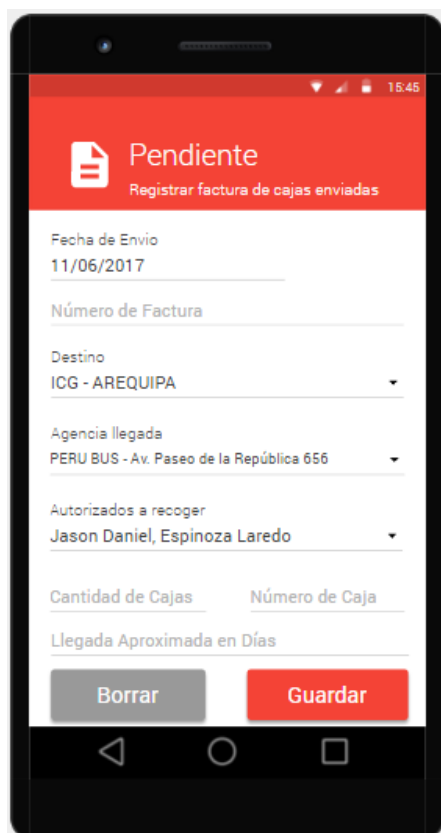 15:45
Pendiente
Registrar factura de cajas enviadas
Fecha de Envio
11/06/2017
Número de Factura
Destino
ICG - AREQUIPA
Agencia llegada
PERU BUS - Av. Paseo de la República 656
Autorizados a recoger
Jason Daniel, Espinoza Laredo
Cantidad de Cajas Número de Caja
Llegada Aproximada en Días
Borrar Guardar